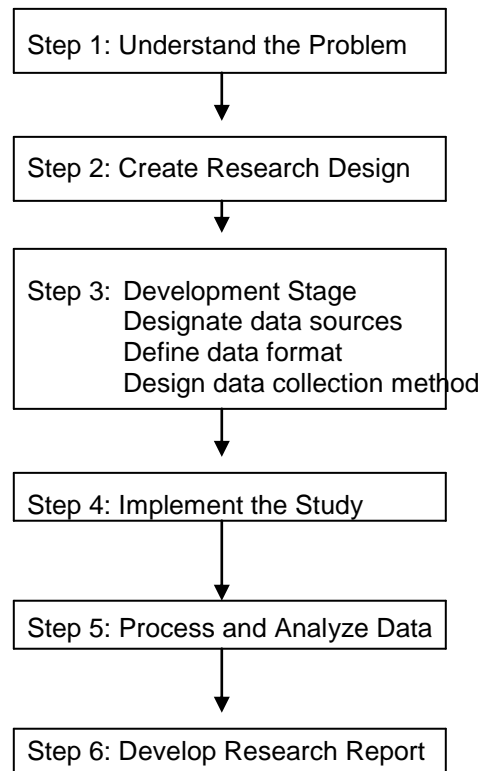 Step 1: Understand the Problem
Step 2: Create Research Design
Step 3: Development Stage
Designate data sources
Define data format
Design data collection method
Step 4: Implement the Study
Step 5: Process and Analyze Data
Step 6: Develop Research Report